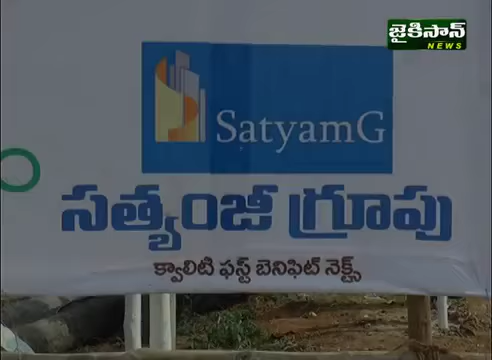 జైకిసాన్
NEWS
SatyamG
సత్యంజీ గ్రూపు
క్వాలిటి ఫస్ట్ బెనిఫిట్ నెక్ట్స్